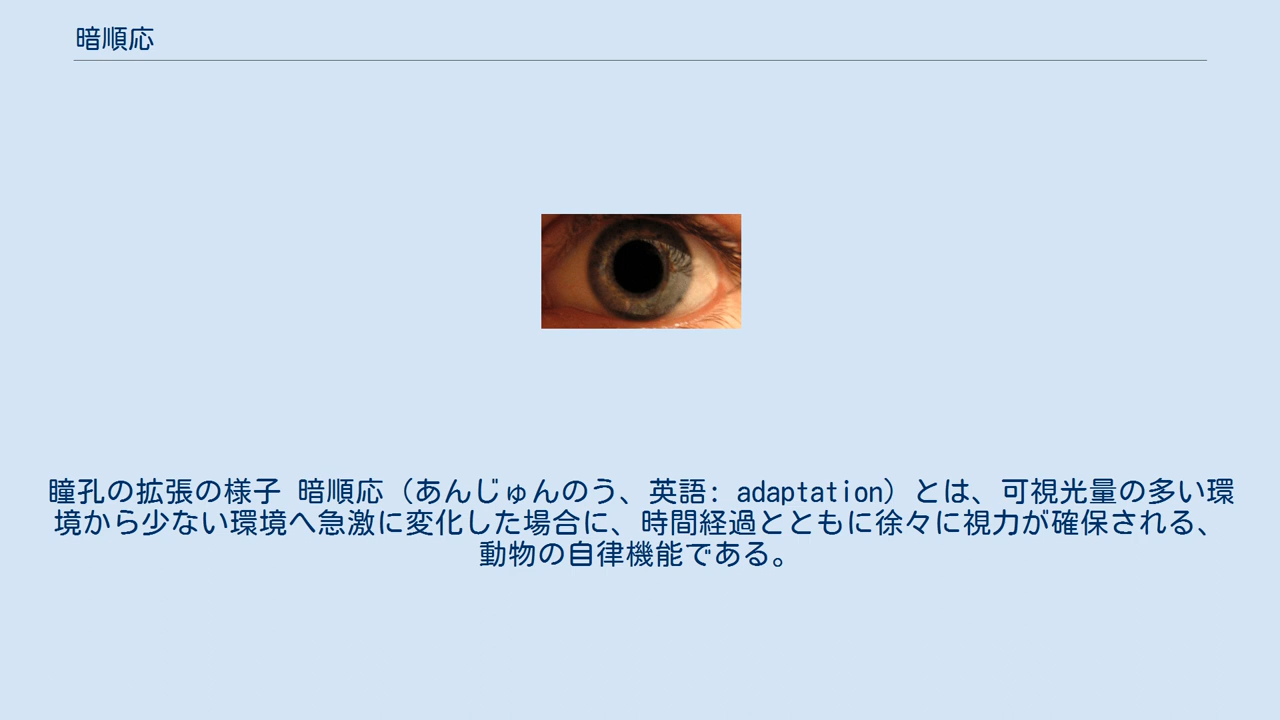 暗順応
瞳孔の拡張の様子 暗順応（あんじゅんのう、英語: adaptation）とは、可視光量の多い環
境から少ない環境へ急激に変化した場合に、時間経過とともに徐々に視力が確保される、
動物の自律機能である。